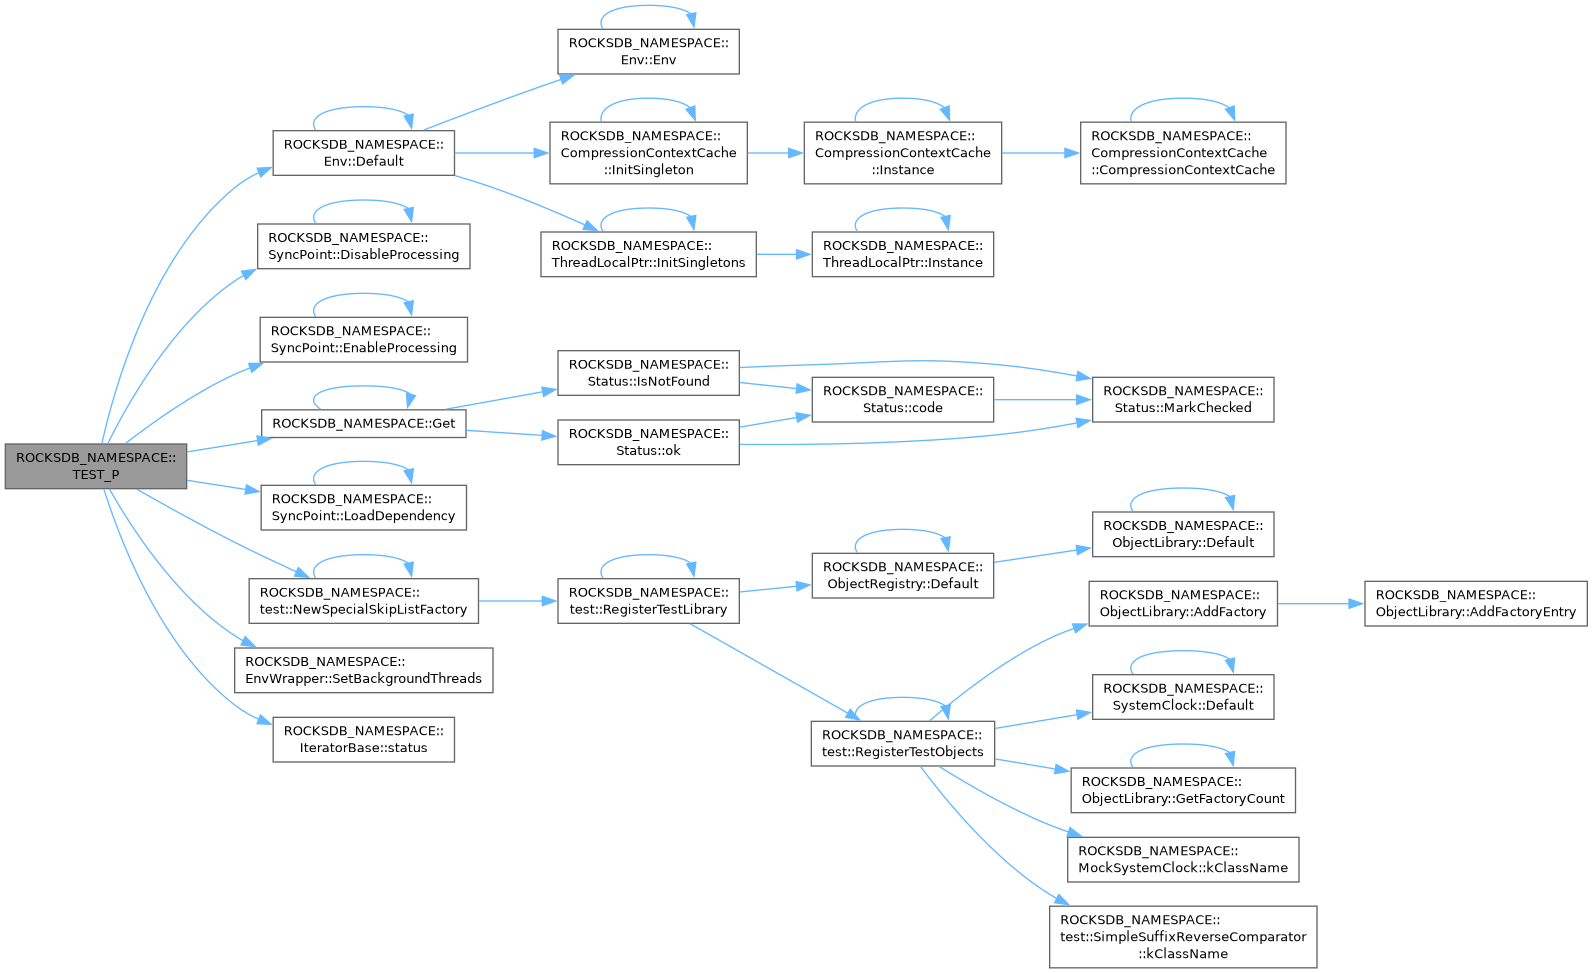 ROCKSDB_NAMESPACE::
TEST_P
ROCKSDB_NAMESPACE::
Env::Default
ROCKSDB_NAMESPACE::
Env::Env
ROCKSDB_NAMESPACE::
CompressionContextCache
::InitSingleton
ROCKSDB_NAMESPACE::
CompressionContextCache
::Instance
ROCKSDB_NAMESPACE::
CompressionContextCache
::CompressionContextCache
ROCKSDB_NAMESPACE::
ThreadLocalPtr::InitSingletons
ROCKSDB_NAMESPACE::
ThreadLocalPtr::Instance
ROCKSDB_NAMESPACE::
SyncPoint::DisableProcessing
ROCKSDB_NAMESPACE::
SyncPoint::EnableProcessing
ROCKSDB_NAMESPACE::Get
ROCKSDB_NAMESPACE::
Status::IsNotFound
ROCKSDB_NAMESPACE::
Status::code
ROCKSDB_NAMESPACE::
Status::MarkChecked
ROCKSDB_NAMESPACE::
Status::ok
ROCKSDB_NAMESPACE::
SyncPoint::LoadDependency
ROCKSDB_NAMESPACE::
test::NewSpecialSkipListFactory
ROCKSDB_NAMESPACE::
test::RegisterTestLibrary
ROCKSDB_NAMESPACE::
ObjectRegistry::Default
ROCKSDB_NAMESPACE::
ObjectLibrary::Default
ROCKSDB_NAMESPACE::
test::RegisterTestObjects
ROCKSDB_NAMESPACE::
ObjectLibrary::AddFactory
ROCKSDB_NAMESPACE::
ObjectLibrary::AddFactoryEntry
ROCKSDB_NAMESPACE::
SystemClock::Default
ROCKSDB_NAMESPACE::
ObjectLibrary::GetFactoryCount
ROCKSDB_NAMESPACE::
MockSystemClock::kClassName
ROCKSDB_NAMESPACE::
test::SimpleSuffixReverseComparator
::kClassName
ROCKSDB_NAMESPACE::
EnvWrapper::SetBackgroundThreads
ROCKSDB_NAMESPACE::
IteratorBase::status